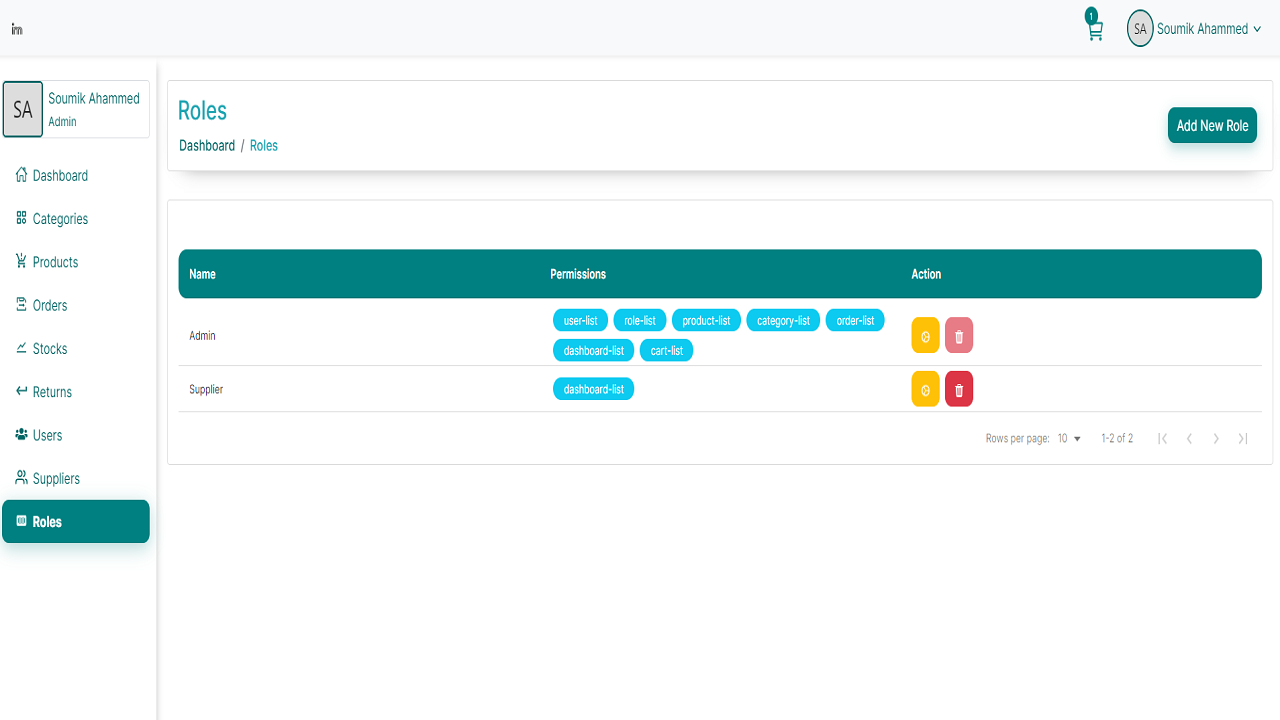 1
SA Soumik Ahammed
SA
Soumik Ahammed
Admin
Dashboard
Categories
Products
Orders
Stocks
Returns
Users
Suppliers
Roles
Roles
Dashboard / Roles
Add New Role
Name Permissions Action
Admin user-list role-list product-list category-list order-list
dashboard-list cart-list
Supplier dashboard-list
Rows per page: 10 1-2 of 2